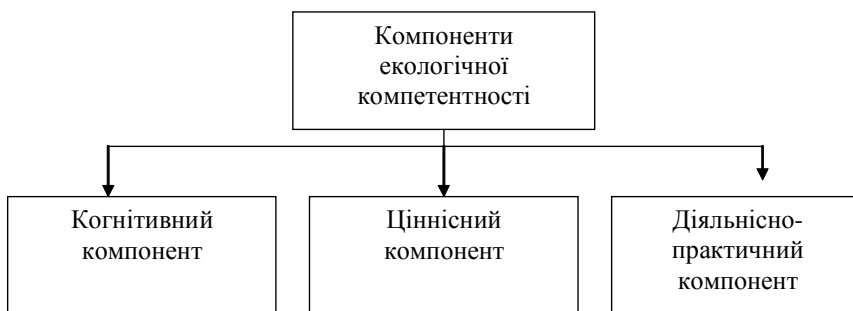 Компоненти
екологічної
компетентності
Когнітивний
компонент
Ціннісний
компонент
Діяльнісно-
практичний
компонент